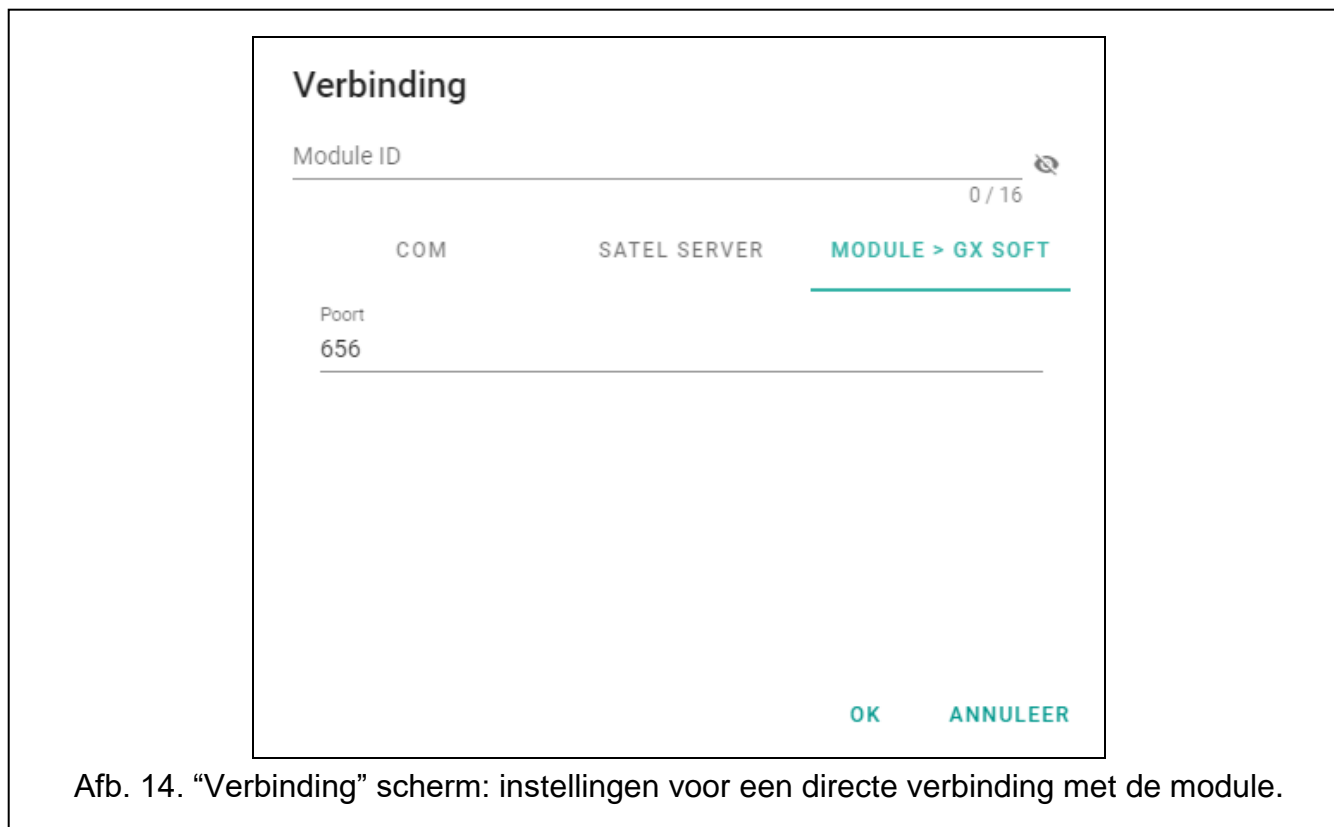 Verbinding
Module ID
0 / 16
COM SATEL SERVER MODULE > GX SOFT
Poort
656
OK ANNULEER
Afb. 14. “Verbinding” scherm: instellingen voor een directe verbinding met de module.